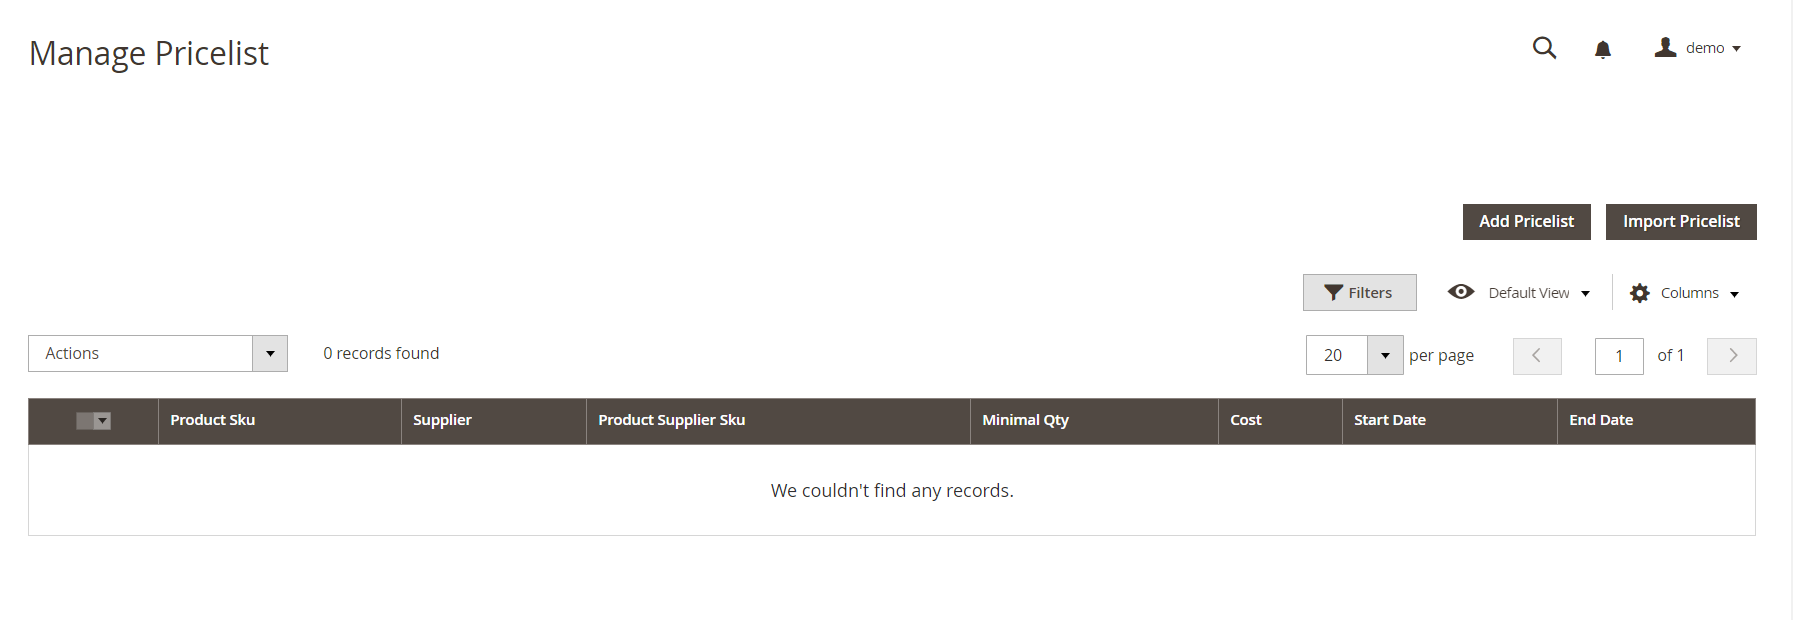 Manage Pricelist
demo
Add Pricelist
Import Pricelist
Filters
Default View
Columns
Actions
0 records found
20
per page
1
of 1
Product Sku
Supplier
Product Supplier Sku
Minimal Qty
Cost
Start Date
End Date
We couldn't find any records.